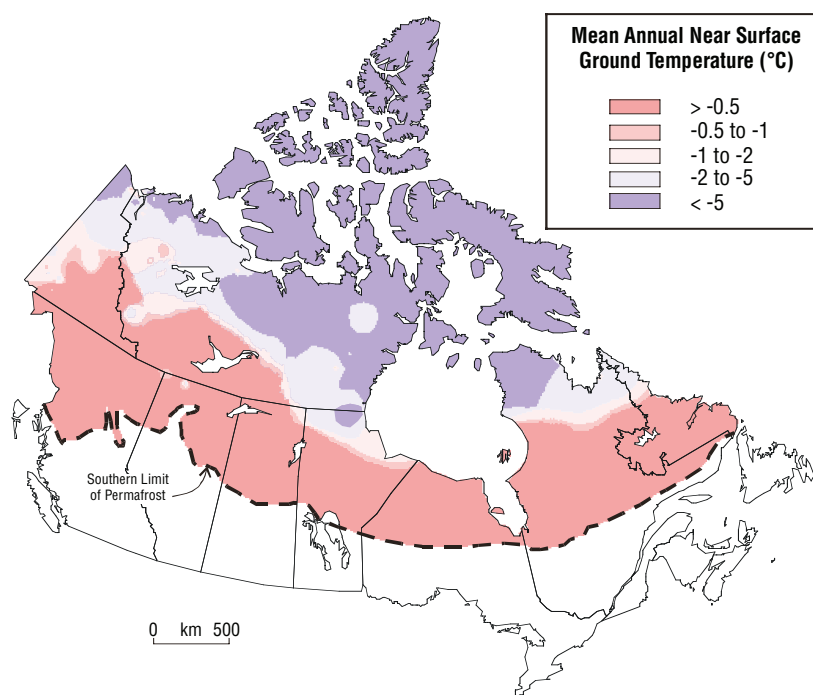 Mean Annual Near Surface
Ground Temperature (°C)
> -0.5
-0.5 to -1
-1 to -2
-2 to -5
< -5
Southern Limit
of Permafrost
0 km 500